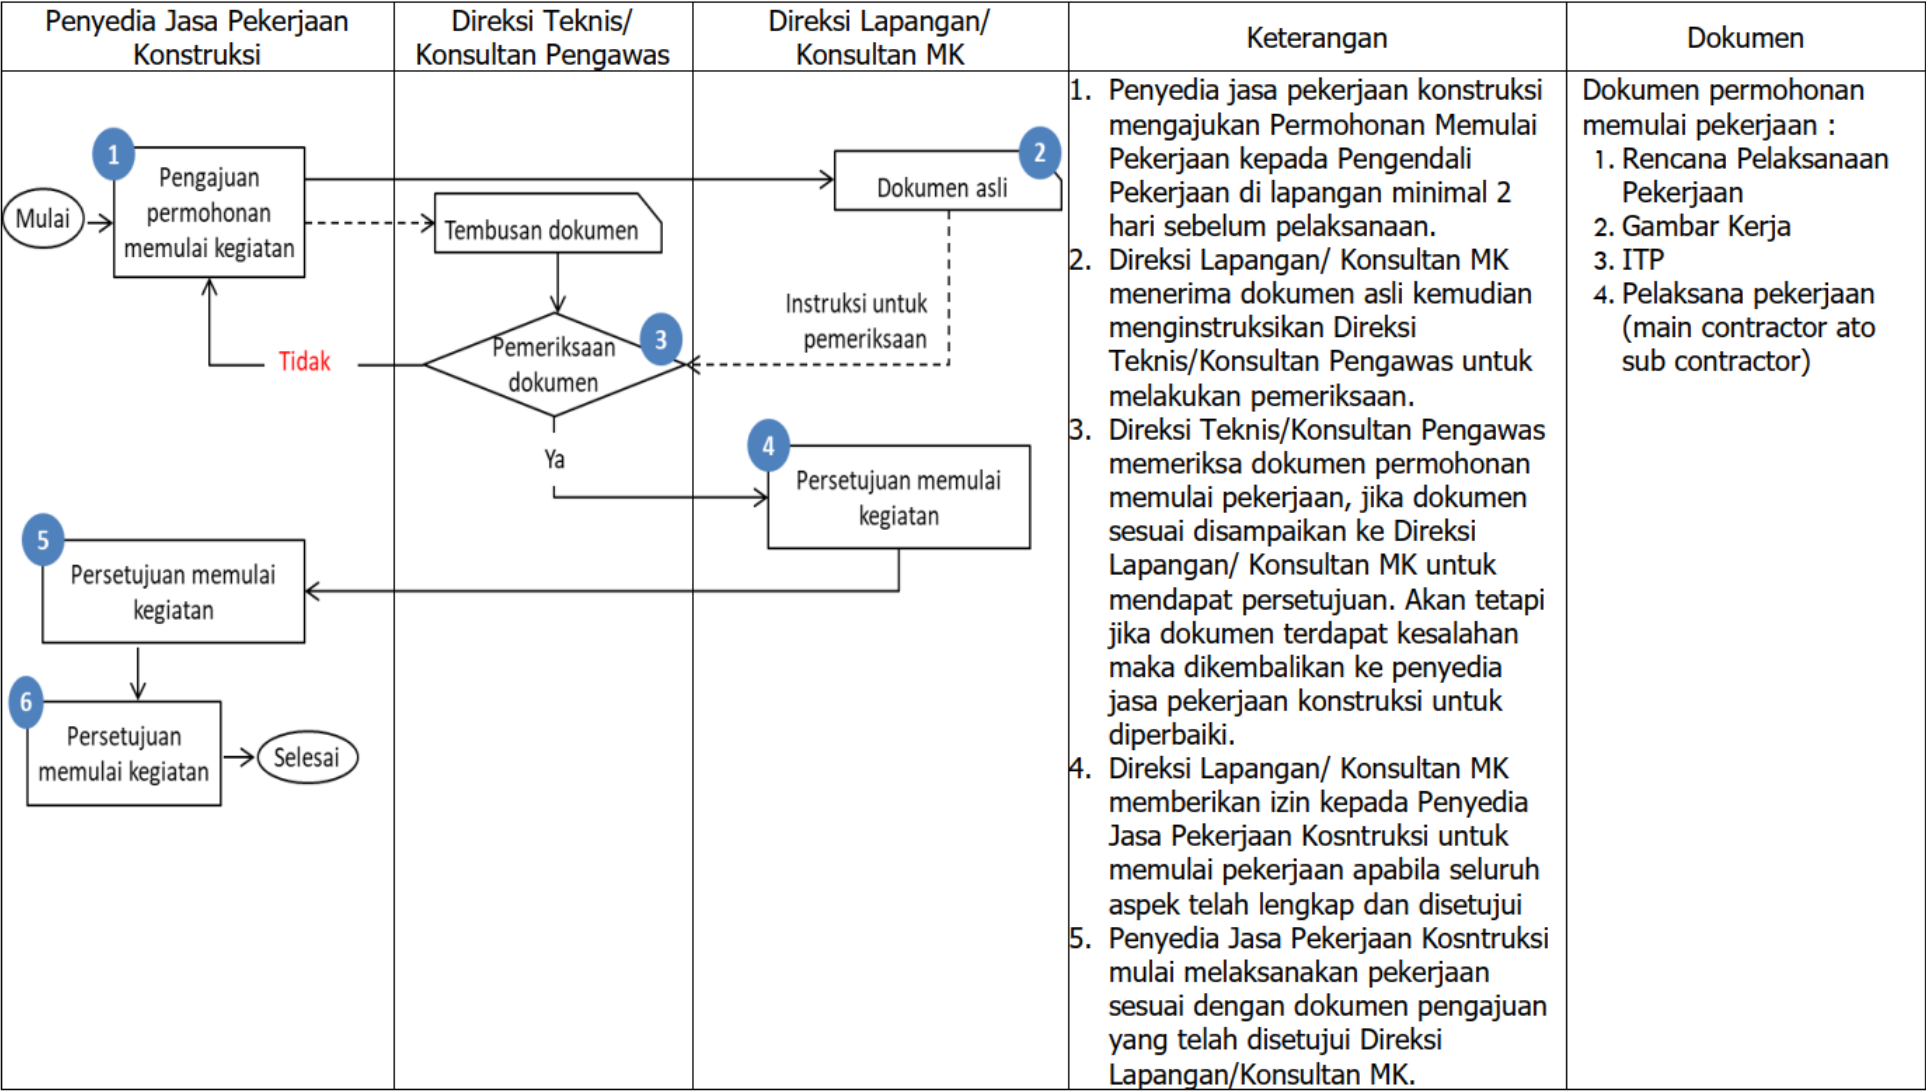 Penyedia Jasa Pekerjaan
Konstruksi
Direksi Teknis/
Konsultan Pengawas
Direksi Lapangan/
Konsultan MK
Keterangan
Dokumen
1
Pengajuan
permohonan
memulai kegiatan
Mulai
2
Dokumen asli
Tembusan dokumen
Instruksi untuk
pemeriksaan
3
Pemeriksaan
dokumen
Tidak
Ya
4
Persetujuan memulai
kegiatan
5
Persetujuan memulai
kegiatan
6
Persetujuan
memulai kegiatan
Selesai
1. Penyedia jasa pekerjaan konstruksi
mengajukan Permohonan Memulai
Pekerjaan kepada Pengendali
Pekerjaan di lapangan minimal 2
hari sebelum pelaksanaan.
2. Direksi Lapangan/ Konsultan MK
menerima dokumen asli kemudian
menginstruksikan Direksi
Teknis/Konsultan Pengawas untuk
melakukan pemeriksaan.
3. Direksi Teknis/Konsultan Pengawas
memeriksa dokumen permohonan
memulai pekerjaan, jika dokumen
sesuai disampaikan ke Direksi
Lapangan/ Konsultan MK untuk
mendapat persetujuan. Akan tetapi
jika dokumen terdapat kesalahan
maka dikembalikan ke penyedia
jasa pekerjaan konstruksi untuk
diperbaiki.
4. Direksi Lapangan/ Konsultan MK
memberikan izin kepada Penyedia
Jasa Pekerjaan Kosntruksi untuk
memulai pekerjaan apabila seluruh
aspek telah lengkap dan disetujui
5. Penyedia Jasa Pekerjaan Kosntruksi
mulai melaksanakan pekerjaan
sesuai dengan dokumen pengajuan
yang telah disetujui Direksi
Lapangan/Konsultan MK.
Dokumen permohonan
memulai pekerjaan :
1. Rencana Pelaksanaan
Pekerjaan
2. Gambar Kerja
3. ITP
4. Pelaksana pekerjaan
(main contractor ato
sub contractor)